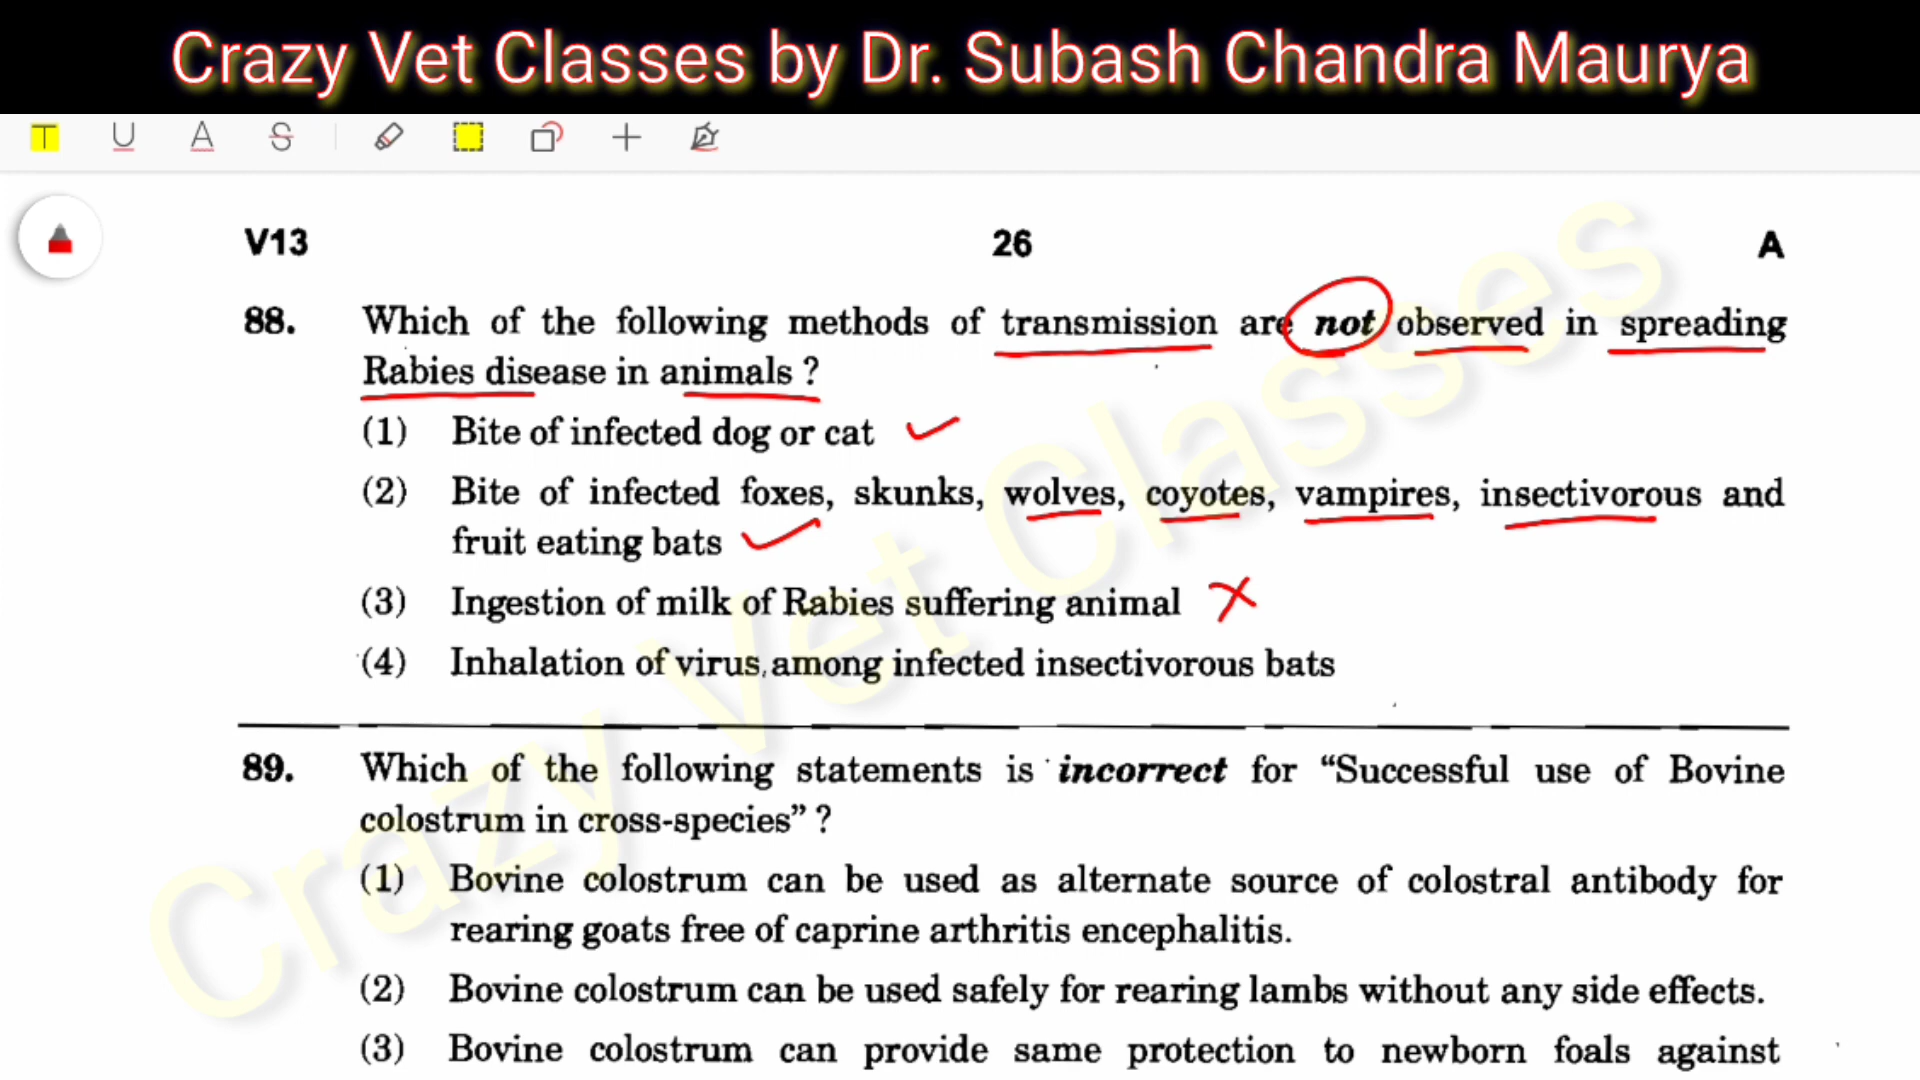 Crazy Vet Classes by Dr. Subash Chandra Maurya
T U A S
V13 26 A
88. Which of the following methods of transmission are not observed in spreading
Rabies disease in animals ?
(1) Bite of infected dog or cat
(2) Bite of infected foxes, skunks, wolves, coyotes, vampires, insectivorous and
fruit eating bats
(3) Ingestion of milk of Rabies suffering animal
(4) Inhalation of virus among infected insectivorous bats
89. Which of the following statements is incorrect for “Successful use of Bovine
colostrum in cross-species” ?
(1) Bovine colostrum can be used as alternate source of colostral antibody for
rearing goats free of caprine arthritis encephalitis.
(2) Bovine colostrum can be used safely for rearing lambs without any side effects.
(3) Bovine colostrum can provide same protection to newborn foals against
Crazy Vet Classes